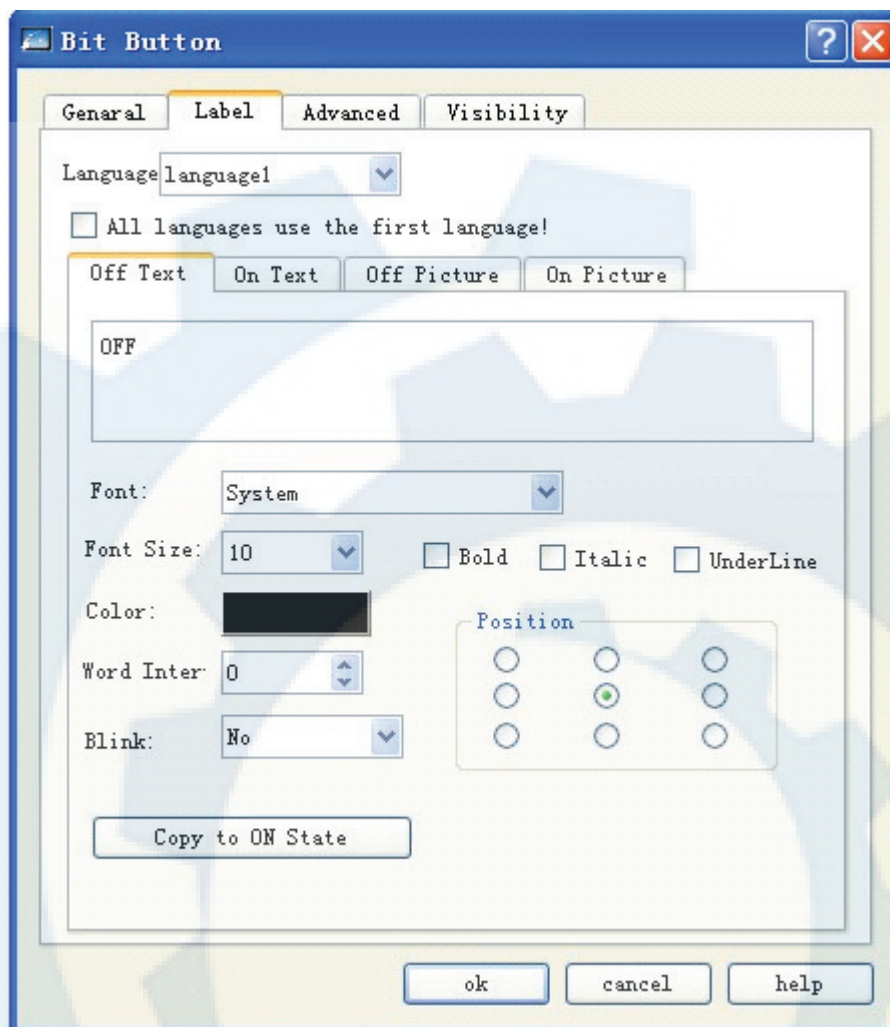 Bit Button
Genaral Label Advanced Visibility
Language language1
All languages use the first language!
Off Text On Text Off Picture On Picture
OFF
Font: System
Font Size: 10 Bold Italic UnderLine
Color:
Position
Word Inter 0
Blink: No
Copy to ON State
ok cancel help